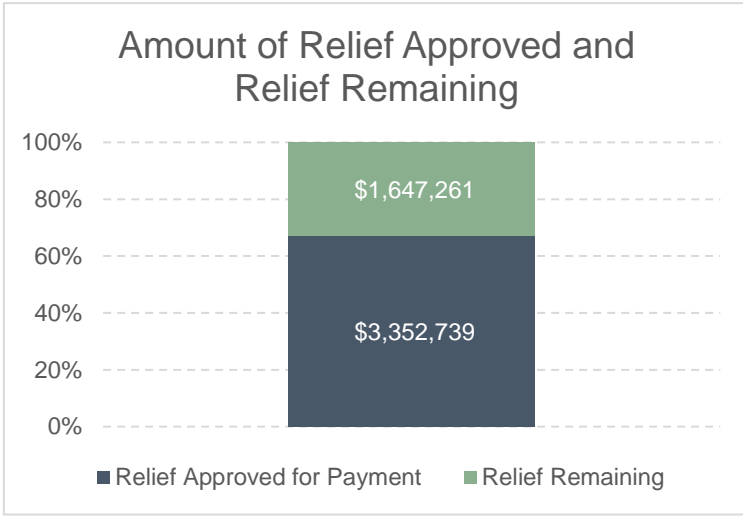 Amount of Relief Approved and
Relief Remaining
100%
80%
60%
40%
20%
0%
$1,647,261
$3,352,739
Relief Approved for Payment
Relief Remaining